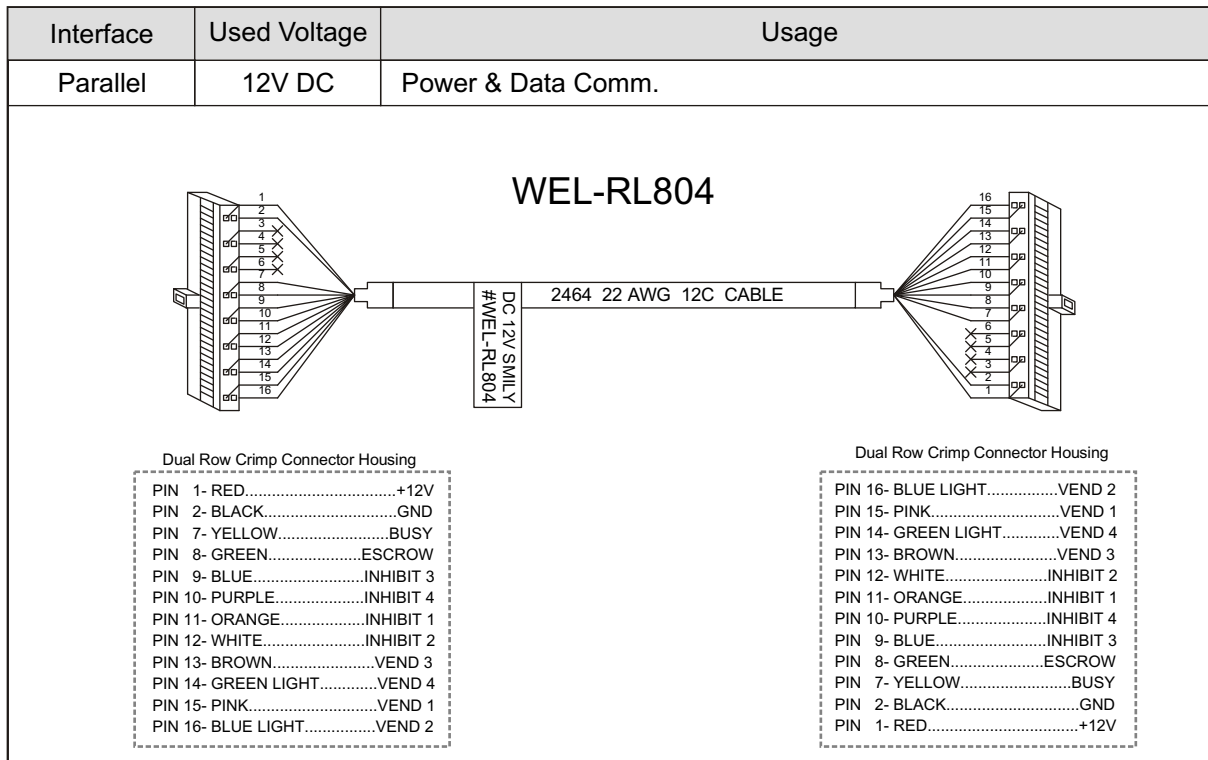 Interface Used Voltage Usage
Parallel 12V DC Power & Data Comm.
WEL-RL804
1
2
3
4
5
6
7
8
9
10
11
12
13
14
15
16
DC 12V SMILY
#WEL-RL804
2464 22 AWG 12C CABLE
16
15
14
13
12
11
10
9
8
7
6
5
4
3
2
1
Dual Row Crimp Connector Housing
PIN 1- RED..................................+12V
PIN 2- BLACK..............................GND
PIN 7- YELLOW.........................BUSY
PIN 8- GREEN.....................ESCROW
PIN 9- BLUE.........................INHIBIT 3
PIN 10- PURPLE....................INHIBIT 4
PIN 11- ORANGE...................INHIBIT 1
PIN 12- WHITE.......................INHIBIT 2
PIN 13- BROWN.......................VEND 3
PIN 14- GREEN LIGHT.............VEND 4
PIN 15- PINK.............................VEND 1
PIN 16- BLUE LIGHT................VEND 2
Dual Row Crimp Connector Housing
PIN 16- BLUE LIGHT................VEND 2
PIN 15- PINK.............................VEND 1
PIN 14- GREEN LIGHT.............VEND 4
PIN 13- BROWN.......................VEND 3
PIN 12- WHITE.......................INHIBIT 2
PIN 11- ORANGE...................INHIBIT 1
PIN 10- PURPLE....................INHIBIT 4
PIN 9- BLUE.........................INHIBIT 3
PIN 8- GREEN.....................ESCROW
PIN 7- YELLOW.........................BUSY
PIN 2- BLACK..............................GND
PIN 1- RED..................................+12V